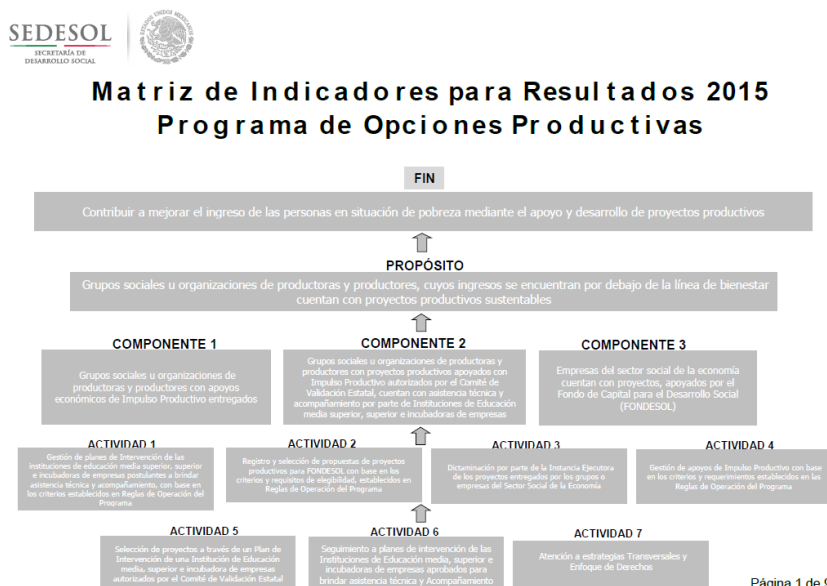 SEDESOL
SECRETARÍA DE
DESARROLLO SOCIAL
ESTADOS UNIDOS MEXICANOS
Matriz de Indicadores para Resultados 2015
Programa de Opciones Productivas
FIN
Contribuir a mejorar el ingreso de las personas en situación de pobreza mediante el apoyo y desarrollo de proyectos productivos
PROPÓSITO
Grupos sociales u organizaciones de productoras y productores, cuyos ingresos se encuentran por debajo de la línea de bienestar
cuentan con proyectos productivos sustentables
COMPONENTE 1
Grupos sociales u organizaciones de
productoras y productores con apoyos
económicos de Impulso Productivo entregados
COMPONENTE 2
Grupos sociales u organizaciones de productoras y
productores con proyectos productivos apoyados con
Impulso Productivo autorizados por el Comité de
Validación Estatal, cuentan con asistencia técnica y
acompañamiento por parte de Instituciones de Educación
media superior, superior e incubadoras de empresas
COMPONENTE 3
Empresas del sector social de la economía
cuentan con proyectos, apoyados por el
Fondo de Capital para el Desarrollo Social
(FONDESOL)
ACTIVIDAD 1
Gestión de planes de Intervención de las
instituciones de educación media superior, superior
e incubadoras de empresas postulantes a brindar
asistencia técnica y acompañamiento, con base en
los criterios establecidos en Reglas de Operación del
Programa
ACTIVIDAD 2
Registro y selección de propuestas de proyectos
productivos para FONDESOL con base en los
criterios y requisitos de elegibilidad, establecidos en
Reglas de Operación del Programa
ACTIVIDAD 3
Dictaminación por parte de la Instancia Ejecutora
de los proyectos entregados por los grupos o
empresas del Sector Social de la Economía
ACTIVIDAD 4
Gestión de apoyos de Impulso Productivo con base
en los criterios y requerimientos establecidos en las
Reglas de Operación del Programa
ACTIVIDAD 5
Selección de proyectos a través de un Plan de
Intervención de una Institución de Educación
media, superior e incubadora de empresas
autorizados por el Comité de Validación Estatal
ACTIVIDAD 6
Seguimiento a planes de intervención de las
Instituciones de Educación media, superior e
incubadoras de empresas aprobados para
brindar asistencia técnica y Acompañamiento
ACTIVIDAD 7
Atención a estrategias Transversales y
Enfoque de Derechos
Página 1 de